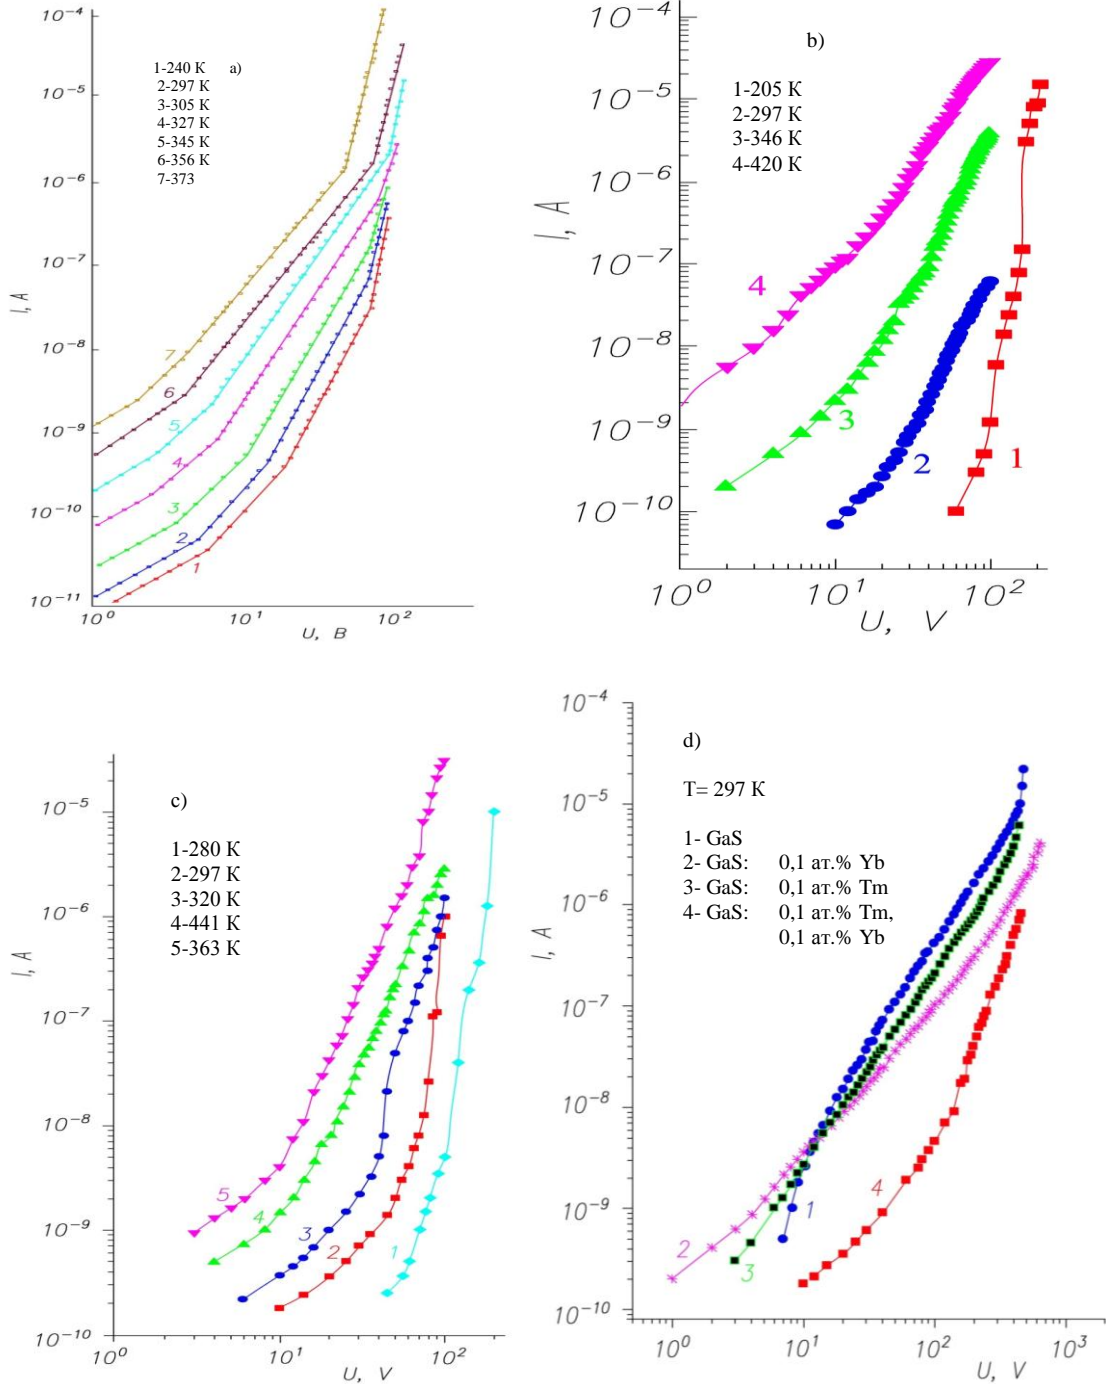 a)
1-240 K
2-297 K
3-305 K
4-327 K
5-345 K
6-356 K
7-373
10⁻⁴
10⁻⁵
10⁻⁶
10⁻⁷
10⁻⁸
10⁻⁹
10⁻¹⁰
10⁻¹¹
I, A
7
6
5
4
3
2
1
10⁰
10¹
10²
U, B
b)
1-205 K
2-297 K
3-346 K
4-420 K
10⁻⁴
10⁻⁵
10⁻⁶
10⁻⁷
10⁻⁸
10⁻⁹
10⁻¹⁰
I, A
4
3
2
1
10⁰
10¹
10²
U, V
c)
1-280 K
2-297 K
3-320 K
4-441 K
5-363 K
10⁻⁵
10⁻⁶
10⁻⁷
10⁻⁸
10⁻⁹
10⁻¹⁰
I, A
5
4
3
2
1
10⁰
10¹
10²
U, V
d)
T= 297 K
1- GaS
2- GaS: 0,1 ат.% Yb
3- GaS: 0,1 ат.% Tm
4- GaS: 0,1 ат.% Tm,
0,1 ат.% Yb
10⁻⁴
10⁻⁵
10⁻⁶
10⁻⁷
10⁻⁸
10⁻⁹
10⁻¹⁰
I, A
4
1
2
3
10⁰
10¹
10²
10³
U, V